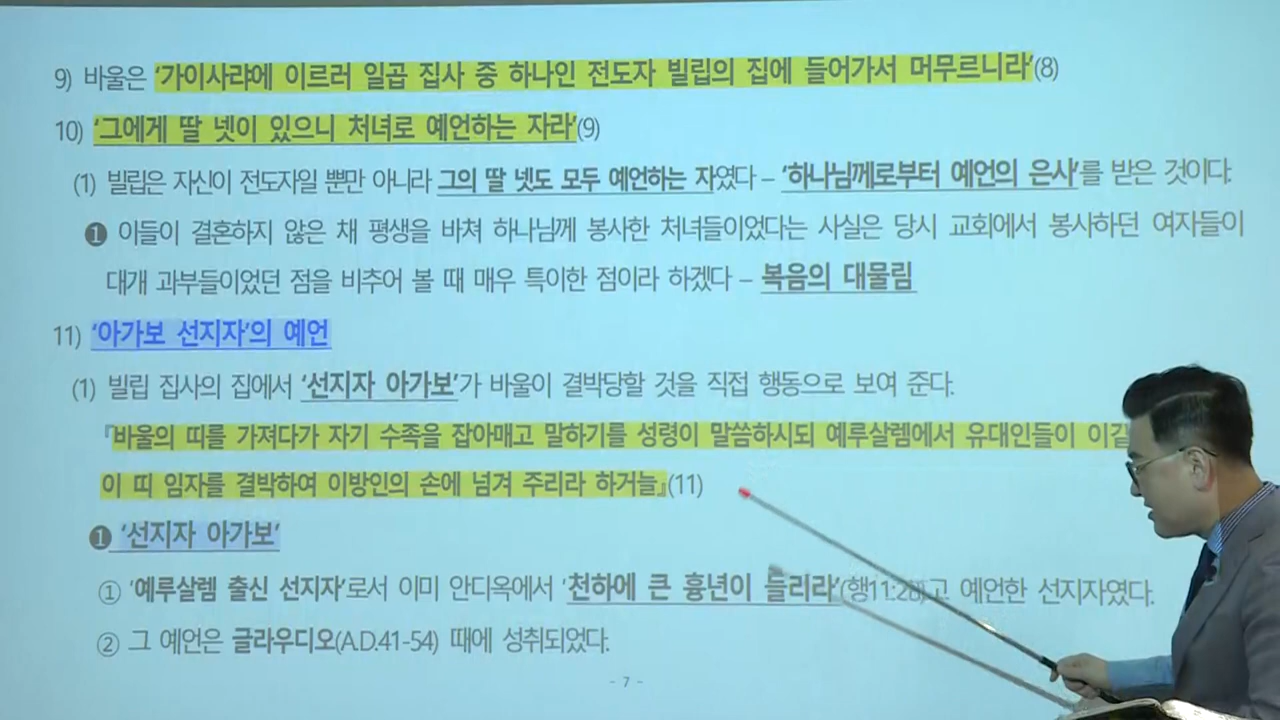 9) 바울은 '가이사랴에 이르러 일곱 집사 중 하나인 전도자 빌립의 집에 들어가서 머무르니라'(8)
10) '그에게 딸 넷이 있으니 처녀로 예언하는 자라'(9)
(1) 빌립은 자신이 전도자일 뿐만 아니라 그의 딸 넷도 모두 예언하는 자였다 – '하나님께로부터 예언의 은사'를 받은 것이다.
❶ 이들이 결혼하지 않은 채 평생을 바쳐 하나님께 봉사한 처녀들이었다는 사실은 당시 교회에서 봉사하던 여자들이
대개 과부들이었던 점을 비추어 볼 때 매우 특이한 점이라 하겠다 – 복음의 대물림
11) '아가보 선지자'의 예언
(1) 빌립 집사의 집에서 '선지자 아가보'가 바울이 결박당할 것을 직접 행동으로 보여 준다.
『바울의 띠를 가져다가 자기 수족을 잡아매고 말하기를 성령이 말씀하시되 예루살렘에서 유대인들이
이 띠 임자를 결박하여 이방인의 손에 넘겨 주리라 하거늘』(11)
❶ '선지자 아가보'
① '예루살렘 출신 선지자'로서 이미 안디옥에서 '천하에 큰 흉년이 들리라'(행11:28)고 예언한 선지자였다.
② 그 예언은 글라우디오(A.D.41-54) 때에 성취되었다.
- 7 -